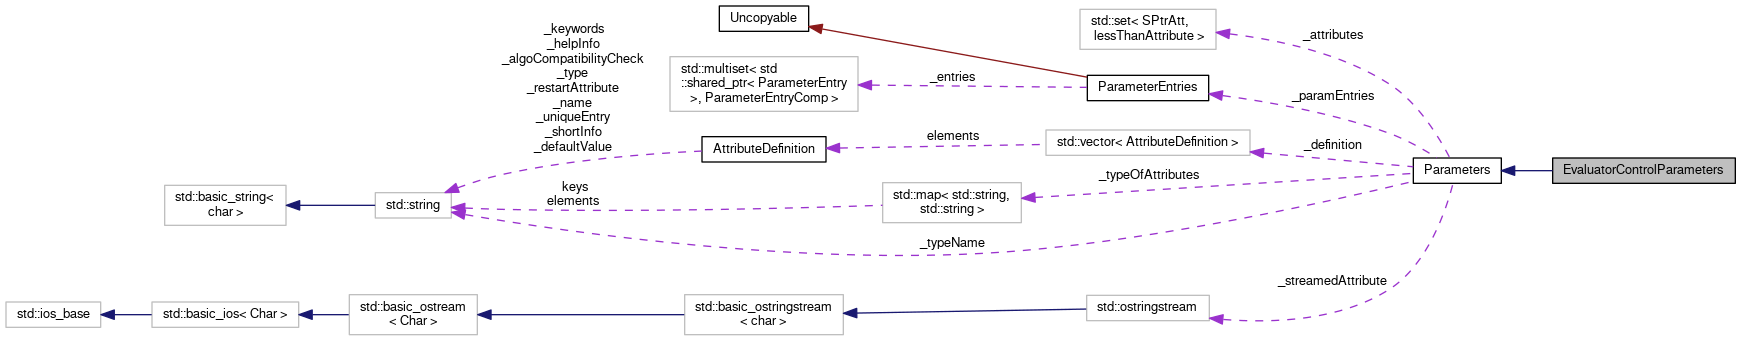 _keywords
_helpInfo
_algoCompatibilityCheck
_type
_restartAttribute
_name
_uniqueEntry
_shortInfo
_defaultValue
Uncopyable
std::set< SPtrAtt,
lessThanAttribute >
_attributes
std::multiset< std
::shared_ptr< ParameterEntry
>, ParameterEntryComp >
_entries
ParameterEntries
_paramEntries
AttributeDefinition
elements
std::vector< AttributeDefinition >
_definition
Parameters
EvaluatorControlParameters
std::basic_string<
char >
std::string
keys
elements
std::map< std::string,
std::string >
_typeOfAttributes
_typeName
_streamedAttribute
std::ios_base
std::basic_ios< Char >
std::basic_ostream
< Char >
std::basic_ostringstream
< char >
std::ostringstream